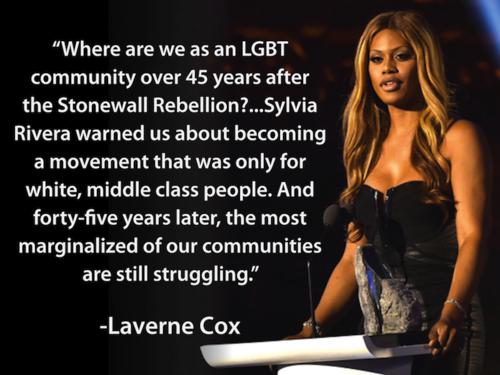 “Where are we as an LGBT
community over 45 years after
the Stonewall Rebellion?...Sylvia
Rivera warned us about becoming
a movement that was only for
white, middle class people. And
forty-five years later, the most
marginalized of our communities
are still struggling.”
-Laverne Cox